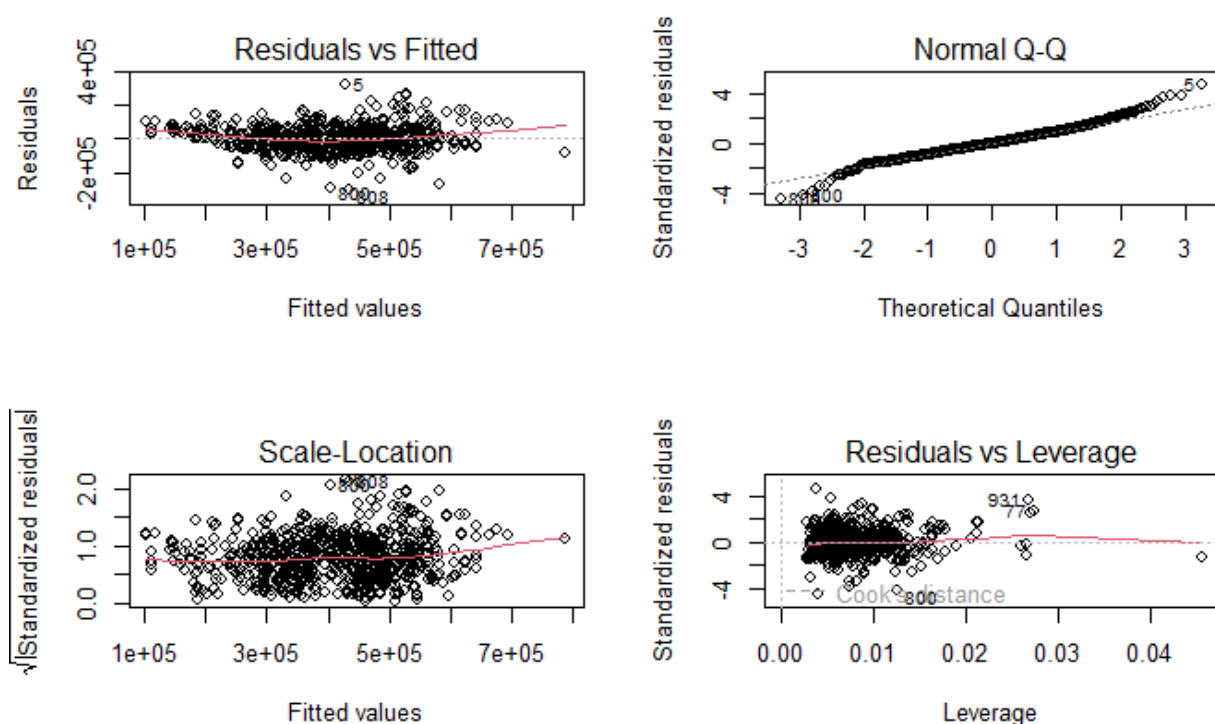 Residuals vs Fitted
Residuals
-2e+05
4e+05
5
800
808
1e+05 3e+05 5e+05 7e+05
Fitted values
Normal Q-Q
Standardized residuals
-4 0 4
5
800
-3 -2 -1 0 1 2 3
Theoretical Quantiles
Scale-Location
√|Standardized residuals|
0.0 1.0 2.0
808
1e+05 3e+05 5e+05 7e+05
Fitted values
Residuals vs Leverage
Standardized residuals
-4 0 4
931
77
800
Cook's distance
0.00 0.01 0.02 0.03 0.04
Leverage